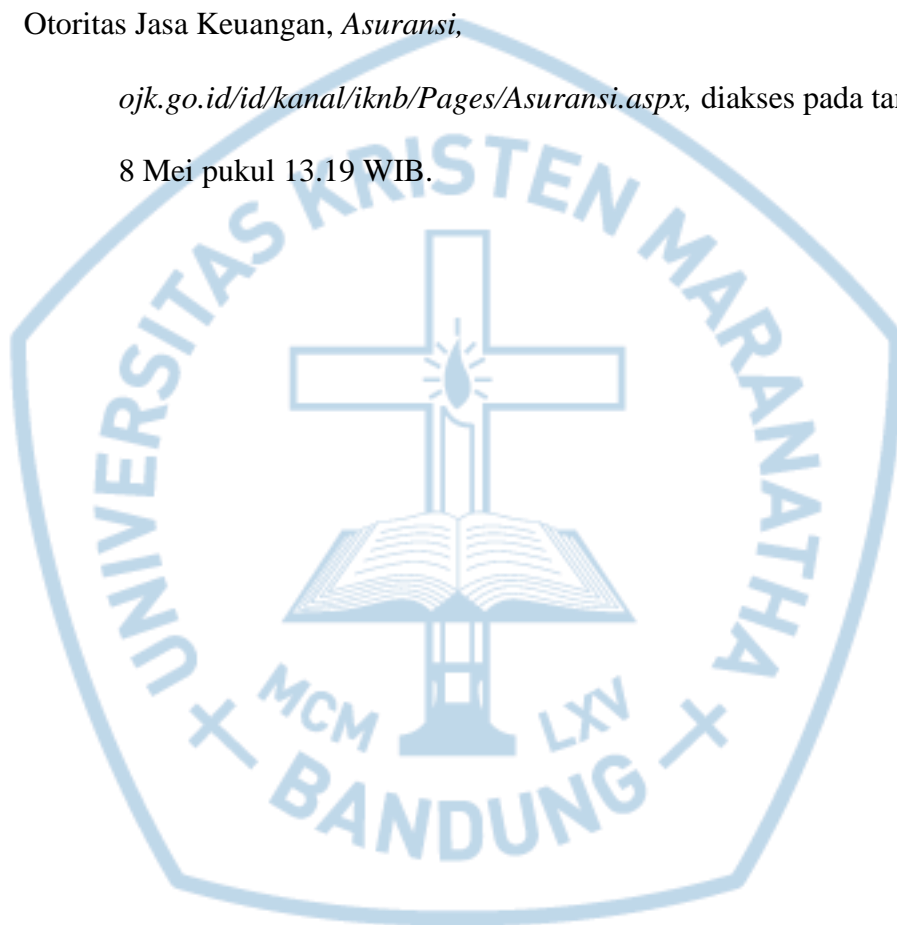 Otoritas Jasa Keuangan, Asuransi,
ojk.go.id/id/kanal/iknb/Pages/Asuransi.aspx, diakses pada
8 Mei pukul 13.19 WIB.
UNIVERSITAS KRISTEN MARANATHA
MCM LXV
BANDUNG